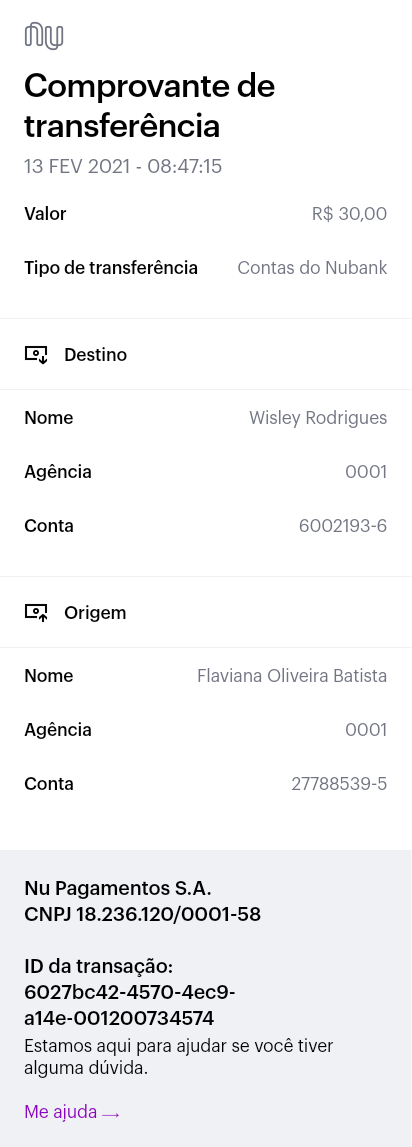 nu
Comprovante de
transferência
13 FEV 2021 - 08:47:15
Valor R$ 30,00
Tipo de transferência Contas do Nubank
Destino
Nome Wisley Rodrigues
Agência 0001
Conta 6002193-6
Origem
Nome Flaviana Oliveira Batista
Agência 0001
Conta 27788539-5
Nu Pagamentos S.A.
CNPJ 18.236.120/0001-58
ID da transação:
6027bc42-4570-4ec9-
a14e-001200734574
Estamos aqui para ajudar se você tiver
alguma dúvida.
Me ajuda →